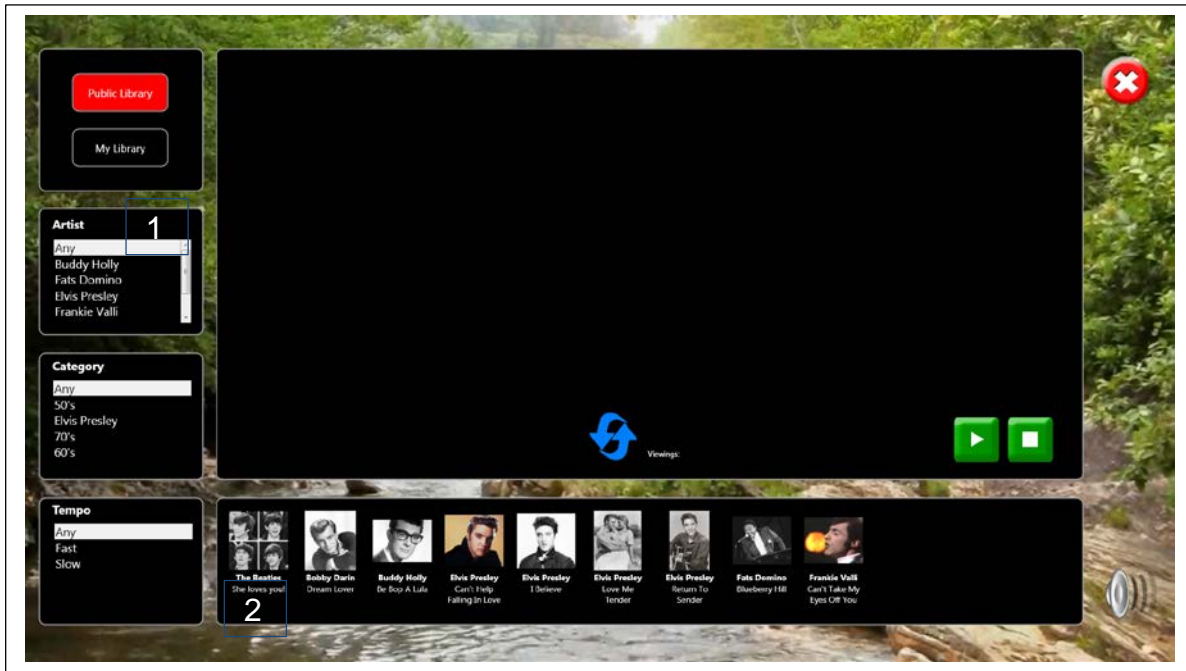 Public Library
My Library
Artist
1
Any
Buddy Holly
Fats Domino
Elvis Presley
Frankie Valli
Category
Any
50's
Elvis Presley
70's
60's
Viewings:
Tempo
Any
Fast
Slow
The Beatles
She loves you!
2
Bobby Darin
Dream Lover
Buddy Holly
Be Bop A Lula
Elvis Presley
Can't Help
Falling In Love
Elvis Presley
I Believe
Elvis Presley
Love Me
Tender
Elvis Presley
Return To
Sender
Fats Domino
Blueberry Hill
Frankie Valli
Can't Take My
Eyes Off You